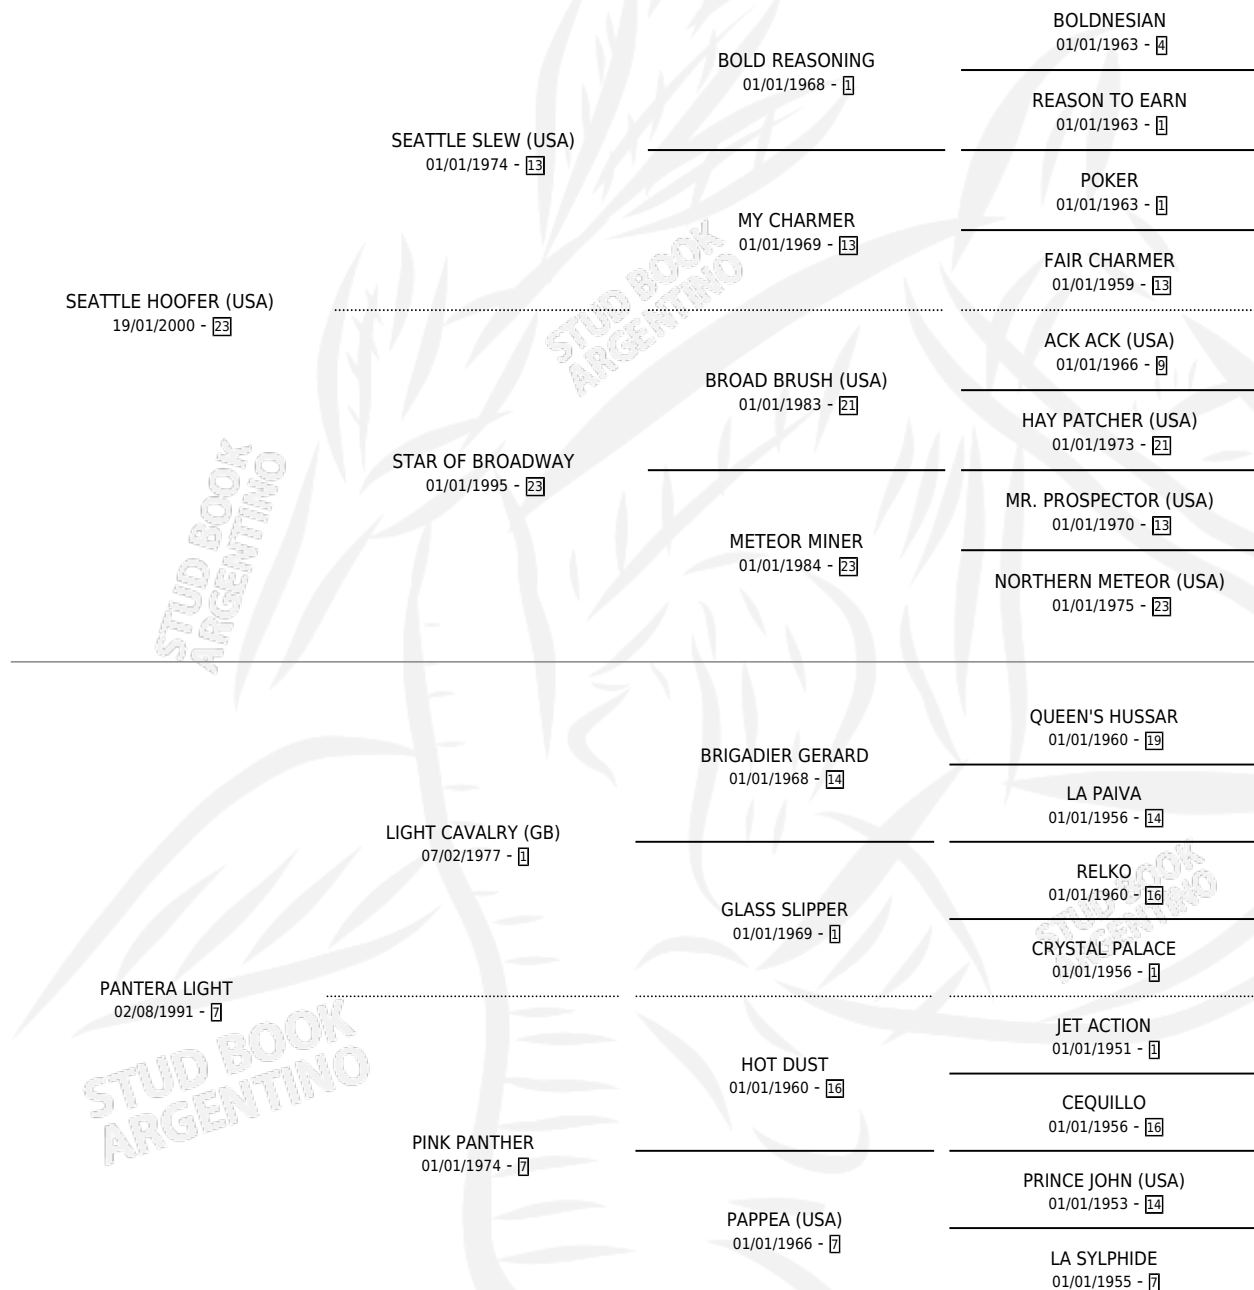 BOLDNESIAN
01/01/1963 - 4
BOLD REASONING
01/01/1968 - 1
REASON TO EARN
01/01/1963 - 1
SEATTLE SLEW (USA)
01/01/1974 - 13
POKER
01/01/1963 - 1
MY CHARMER
01/01/1969 - 13
FAIR CHARMER
01/01/1959 - 13
SEATTLE HOOFER (USA)
19/01/2000 - 23
STUD BOOK
ARGENTINO
ACK ACK (USA)
01/01/1966 - 9
BROAD BRUSH (USA)
01/01/1983 - 21
HAY PATCHER (USA)
01/01/1973 - 21
STAR OF BROADWAY
01/01/1995 - 23
MR. PROSPECTOR (USA)
01/01/1970 - 13
METEOR MINER
01/01/1984 - 23
NORTHERN METEOR (USA)
01/01/1975 - 23
STUD BOOK
ARGENTINO
QUEEN'S HUSSAR
01/01/1960 - 19
BRIGADIER GERARD
01/01/1968 - 14
LA PAIVA
01/01/1956 - 14
LIGHT CAVALRY (GB)
07/02/1977 - 1
RELKO
01/01/1960 - 16
GLASS SLIPPER
01/01/1969 - 1
CRYSTAL PALACE
01/01/1956 - 1
STUD BOOK
ARGENTINO
PANTERA LIGHT
02/08/1991 - 7
JET ACTION
01/01/1951 - 1
HOT DUST
01/01/1960 - 16
CEQUILLO
01/01/1956 - 16
STUD BOOK
ARGENTINO
PINK PANTHER
01/01/1974 - 7
PRINCE JOHN (USA)
01/01/1953 - 14
PAPPEA (USA)
01/01/1966 - 7
LA SYLPHIDE
01/01/1955 - 7